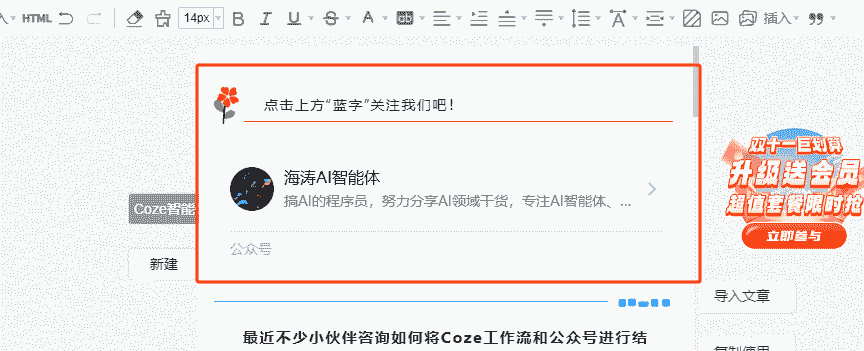 HTML 14px B I U S A ab 插入
点击上方“蓝字”关注我们吧！
海涛AI智能体
搞AI的程序员，努力分享AI领域干货，专注AI智能体、...
公众号
Coze智能
新建
双十一巨划算
升级送会员
超值套餐限时抢
立即参与
导入文章
最近不少小伙伴咨询如何将Coze工作流和公众号进行结